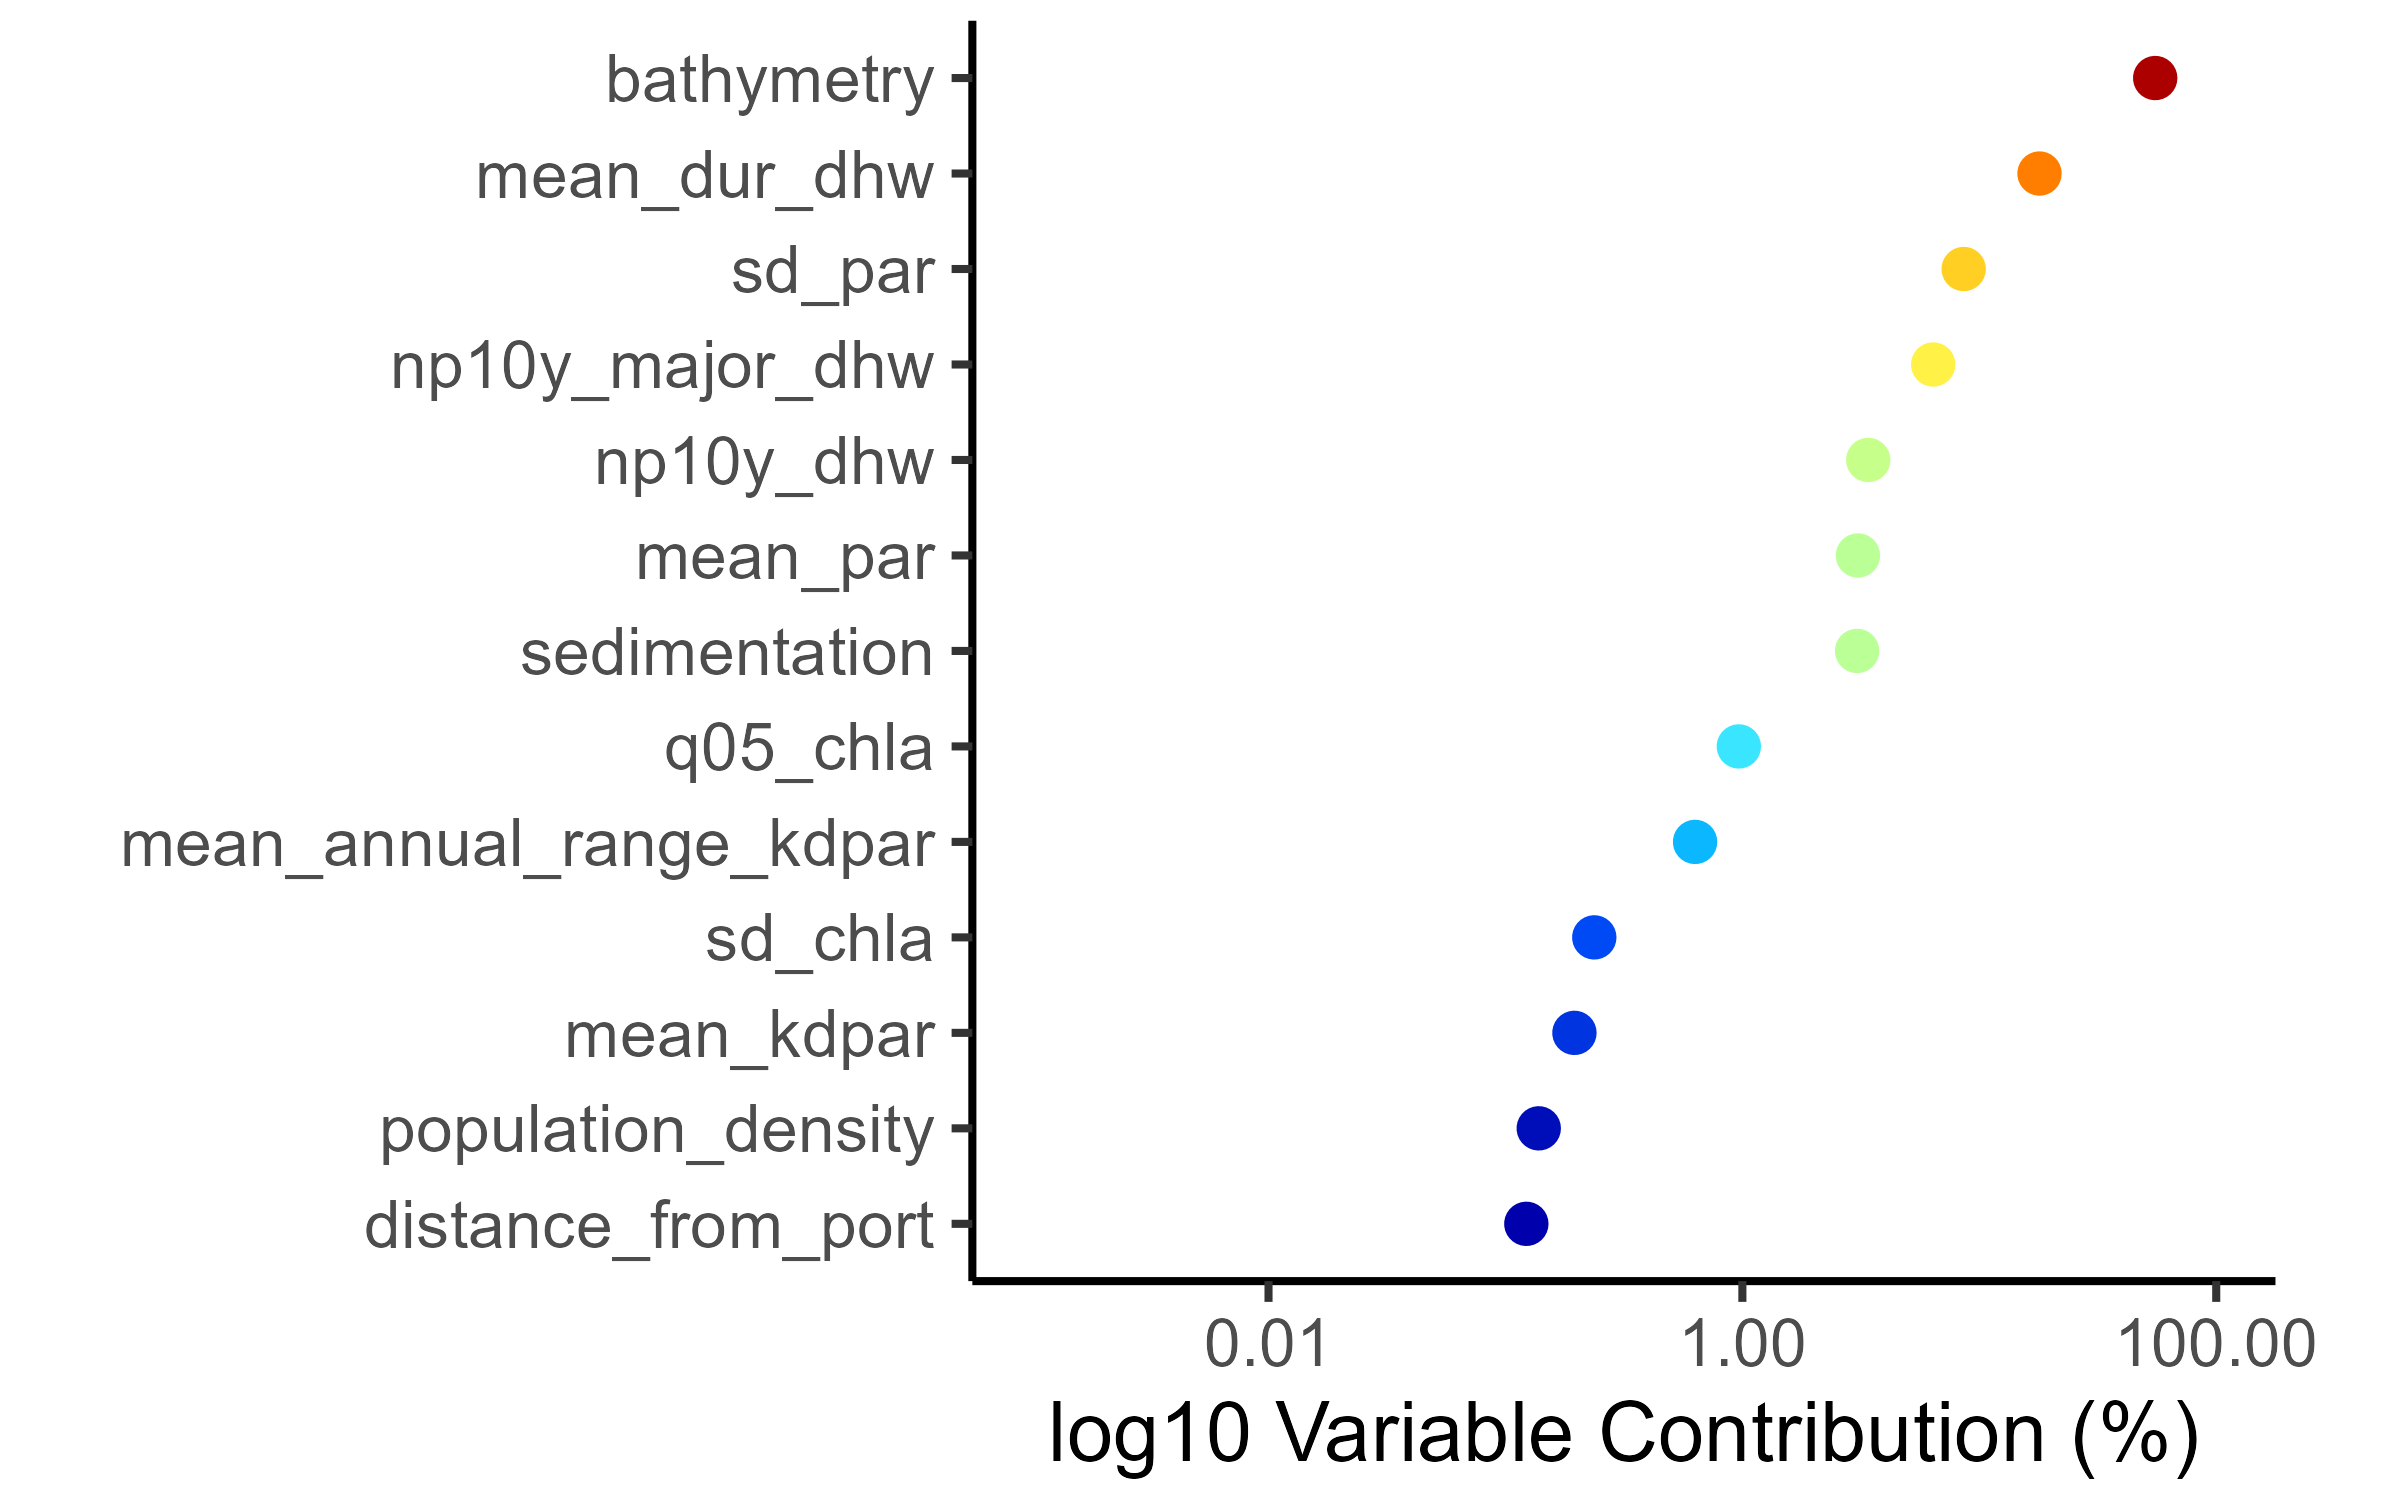 bathymetry
mean_dur_dhw
sd_par
np10y_major_dhw
np10y_dhw
mean_par
sedimentation
q05_chla
mean_annual_range_kdpar
sd_chla
mean_kdpar
population_density
distance_from_port
0.01 1.00 100.00
log10 Variable Contribution (%)